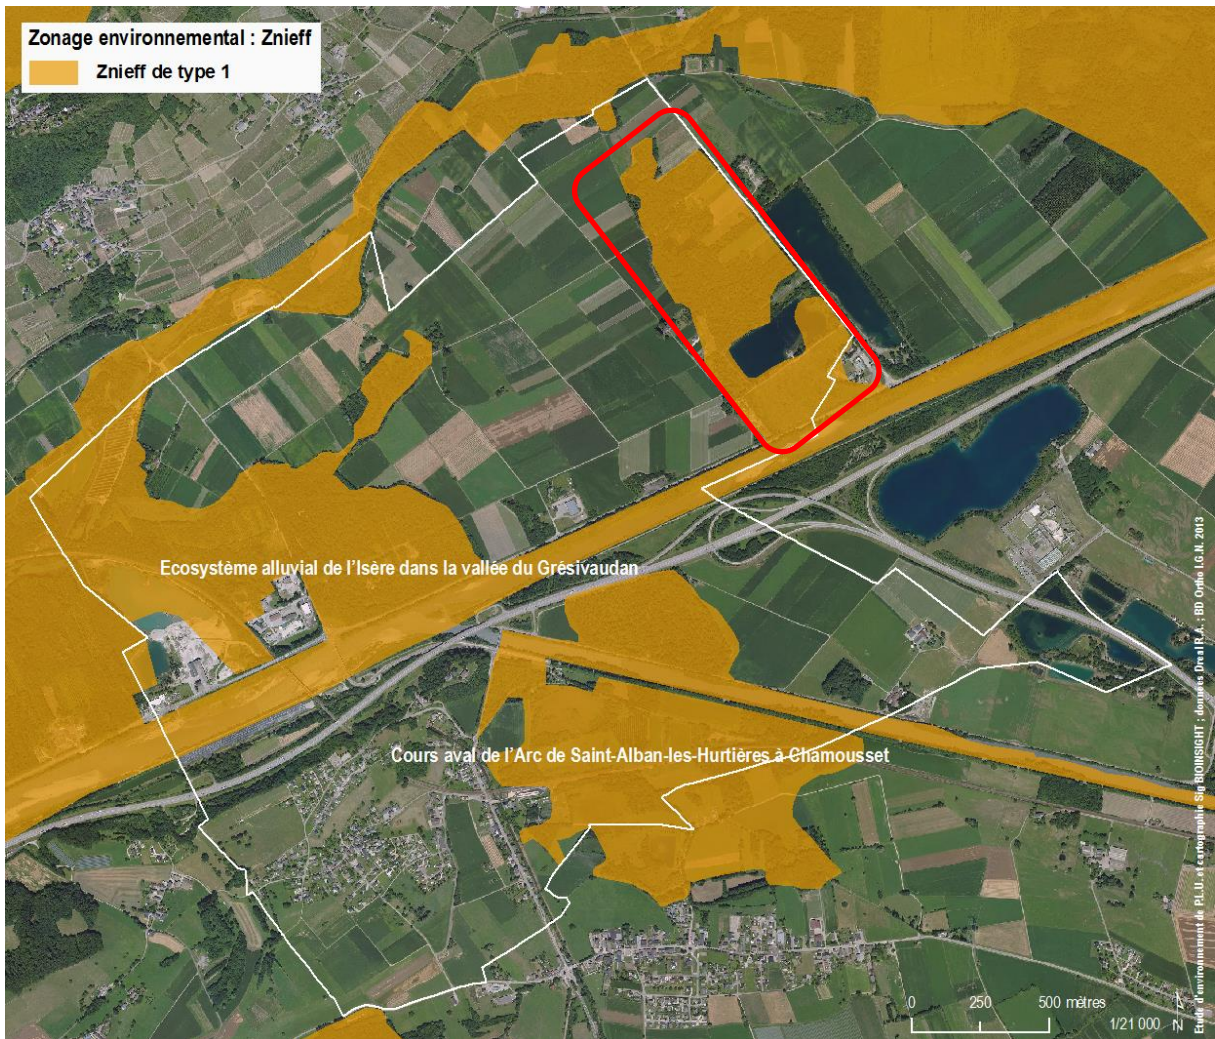 Zonage environnemental : Znieff
Znieff de type 1
Ecosystème alluvial de l'Isère dans la vallée du Grésivaudan
Cours aval de l'Arc de Saint-Alban-les-Hurtières à Chamousset
Etude d'environnement de P.L.U. et cartographie Sig BIOINSIGHT ; données Dreal R.A. ; BD Ortho I.G.N. 2013
0 250 500 mètres
1/21 000
N